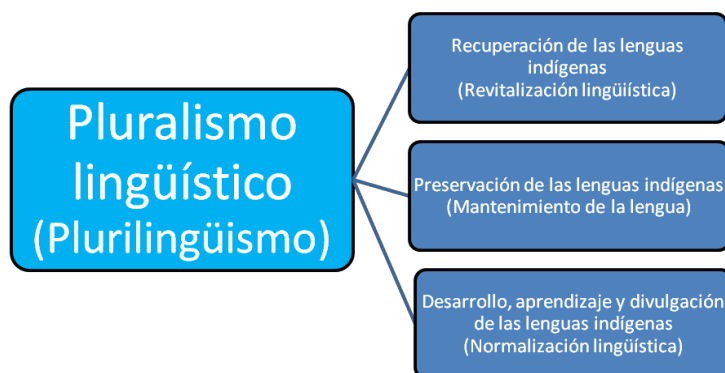 Pluralismo
lingüístico
(Plurilingüismo)
Recuperación de las lenguas
indígenas
(Revitalización lingüiística)
Preservación de las lenguas indígenas
(Mantenimiento de la lengua)
Desarrollo, aprendizaje y divulgación
de las lenguas indígenas
(Normalización lingüística)